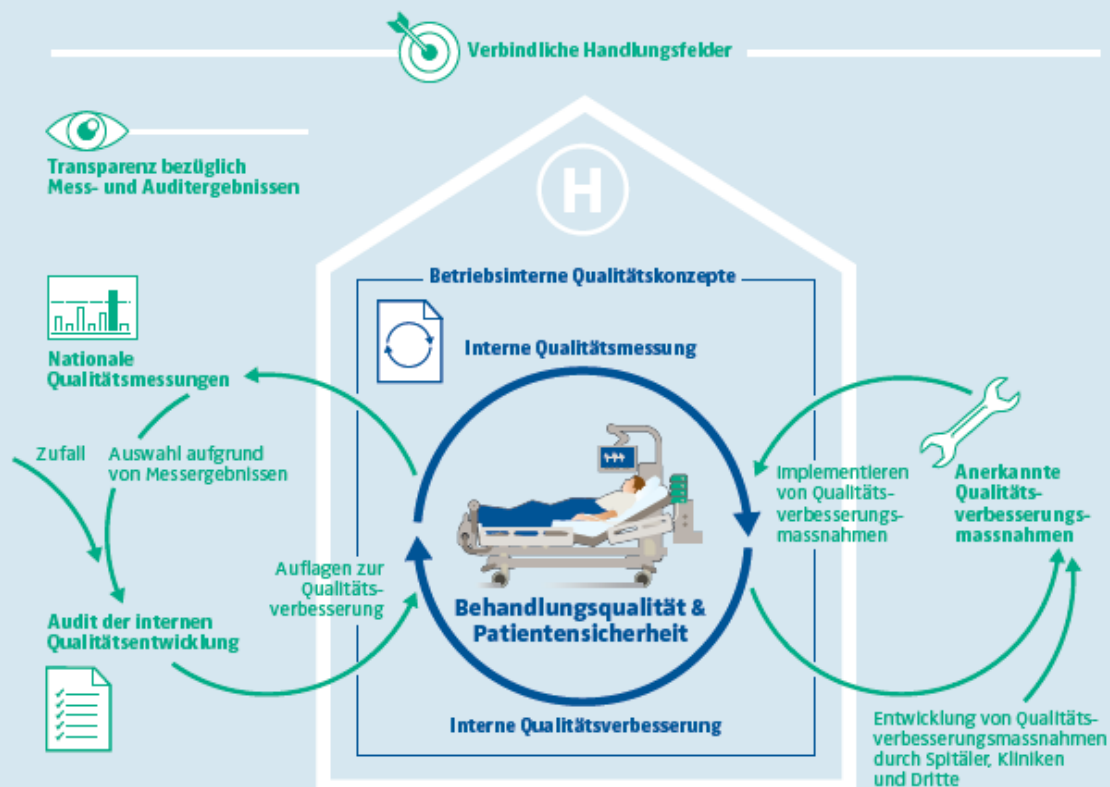 Verbindliche Handlungsfelder
Transparenz bezüglich
Mess- und Auditergebnissen
H
Betriebsinterne Qualitätskonzepte
Interne Qualitätsmessung
Nationale
Qualitätsmessungen
Zufall
Auswahl aufgrund
von Messergebnissen
Implementieren
von Qualitäts-
verbesserungs-
massnahmen
Anerkannte
Qualitäts-
verbesserungs-
massnahmen
Auflagen zur
Qualitäts-
verbesserung
Behandlungsqualität &
Patientensicherheit
Audit der internen
Qualitätsentwicklung
Interne Qualitätsverbesserung
Entwicklung von Qualitäts-
verbesserungsmassnahmen
durch Spitäler, Kliniken
und Dritte